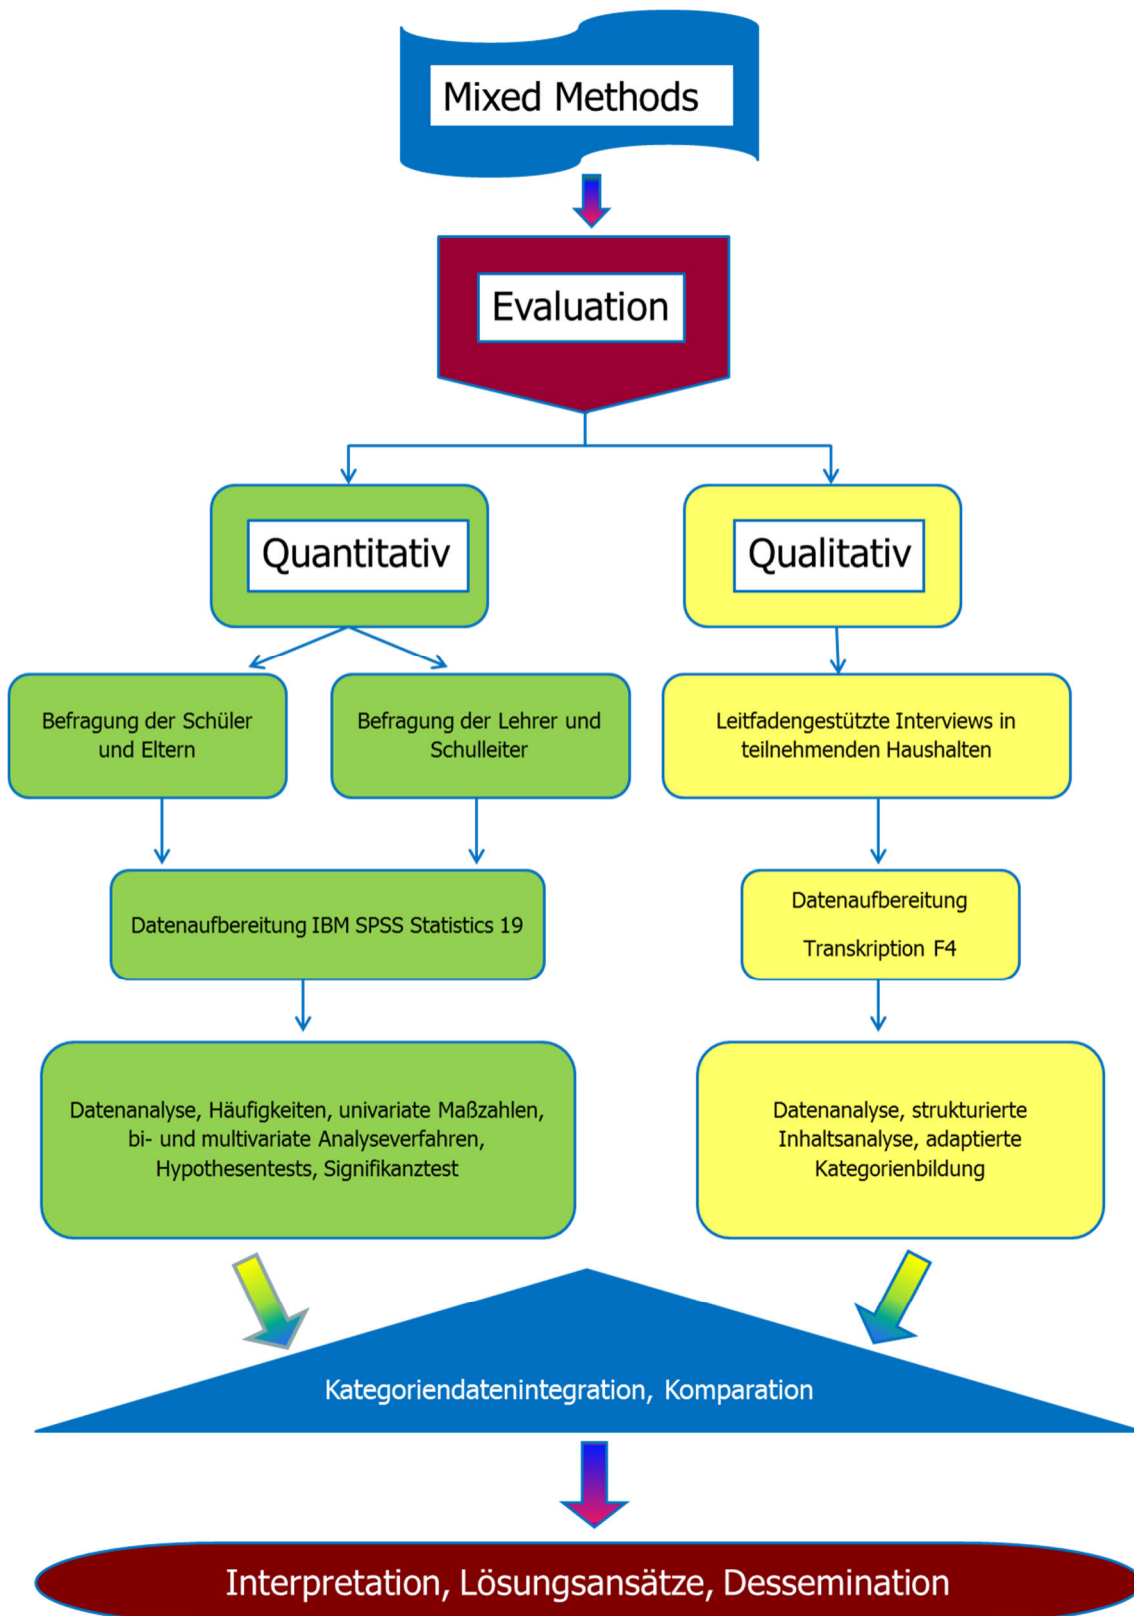 Mixed Methods
Evaluation
Quantitativ
Qualitativ
Befragung der Schüler
und Eltern
Befragung der Lehrer und
Schulleiter
Leitfadengestützte Interviews in
teilnehmenden Haushalten
Datenaufbereitung IBM SPSS Statistics 19
Datenaufbereitung
Transkription F4
Datenanalyse, Häufigkeiten, univariate Maßzahlen,
bi- und multivariate Analyseverfahren,
Hypothesentests, Signifikanztest
Datenanalyse, strukturierte
Inhaltsanalyse, adaptierte
Kategorienbildung
Kategoriendatenintegration, Komparation
Interpretation, Lösungsansätze, Dessemination